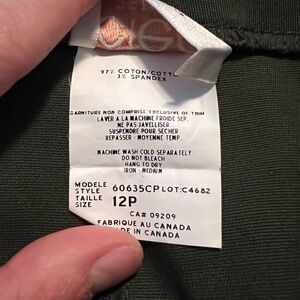 97% COTON/COTTO
3% SPANDEX
GARNITURE NON COMPRISE EXCLUSIVE OF TRIM
LAVER A LA MACHINE FROIDE SEP.
NE PAS JAVELLISER
SUSPENDRE POUR SECHER
REPASSER - MOYENNE TEMP.
MACHINE WASH COLD SEPARATELY
DO NOT BLEACH
HANG TO DRY
IRON - MEDIUM
MODELE
STYLE 60635CP LOT:C4682
TAILLE
SIZE 12P
CA# 09209
FABRIQUE AU CANADA
DE IN CANADA